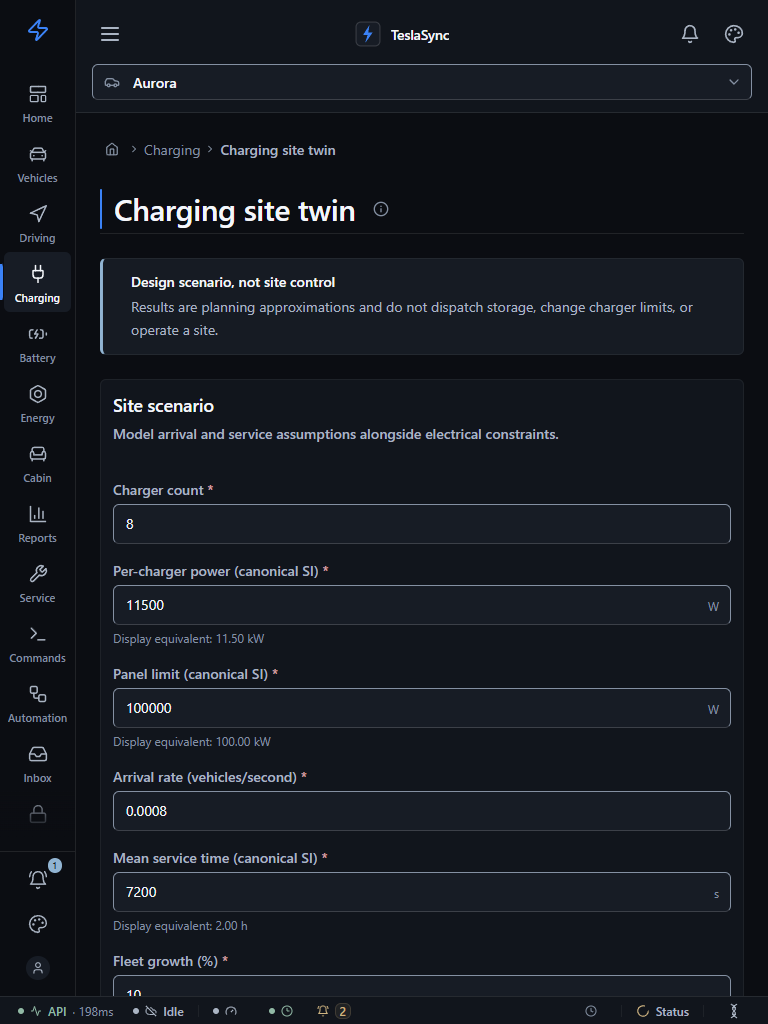 TeslaSync
Aurora
Home
Vehicles
Driving
Charging
Battery
Energy
Cabin
Reports
Service
Commands
Automation
Inbox
1
Charging
Charging site twin
Charging site twin
Design scenario, not site control
Results are planning approximations and do not dispatch storage, change charger limits, or
operate a site.
Site scenario
Model arrival and service assumptions alongside electrical constraints.
Charger count *
8
Per-charger power (canonical SI) *
11500 W
Display equivalent: 11.50 kW
Panel limit (canonical SI) *
100000 W
Display equivalent: 100.00 kW
Arrival rate (vehicles/second) *
0.0008
Mean service time (canonical SI) *
7200 s
Display equivalent: 2.00 h
Fleet growth (%) *
10
API · 198ms Idle 2 Status